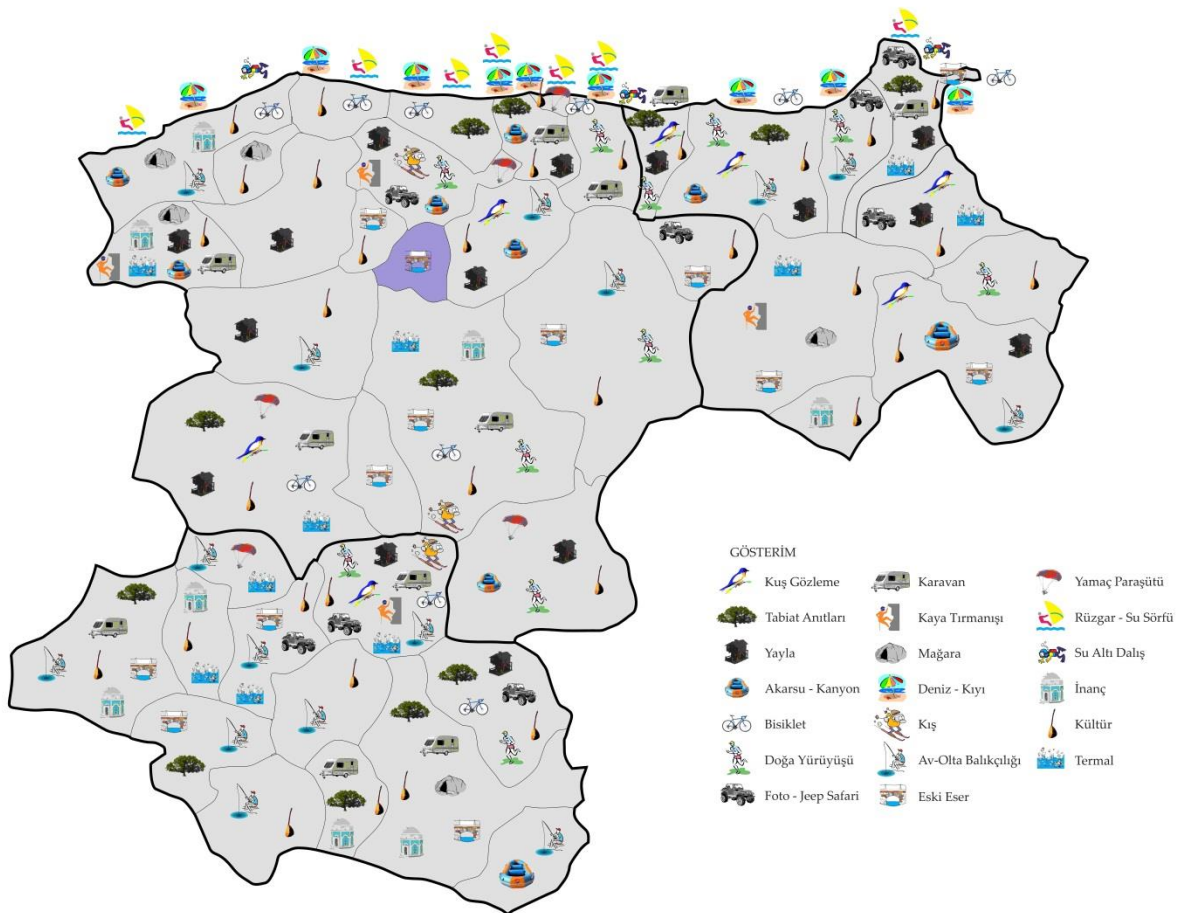 GÖSTERİM
Kuş Gözleme
Karavan
Yamaç Paraşütü
Tabiat Anıtları
Kaya Tırmanışı
Rüzgar - Su Sörfü
Yayla
Mağara
Su Altı Dalış
Akarsu - Kanyon
Deniz - Kıyı
İnanç
Bisiklet
Kış
Kültür
Doğa Yürüyüşü
Av-Olta Balıkçılığı
Termal
Foto - Jeep Safari
Eski Eser